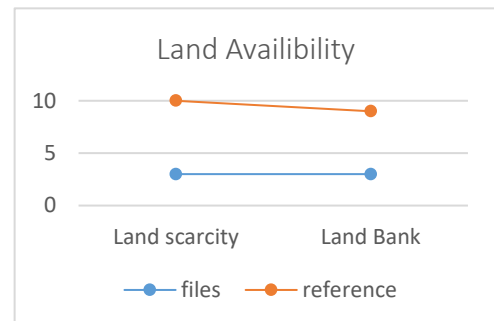 Land Availibility
10
5
0
Land scarcity Land Bank
files reference